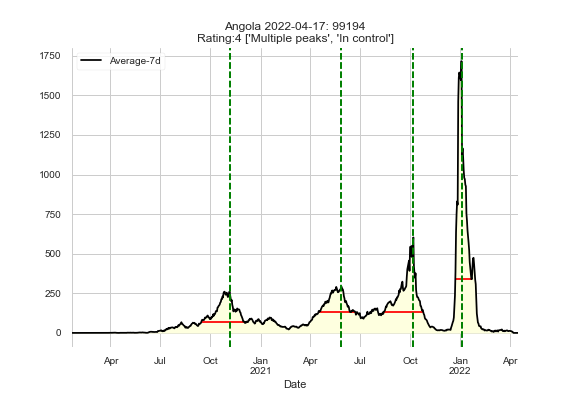 Angola 2022-04-17: 99194
Rating:4 ['Multiple peaks', 'In control']
Average-7d
1750
1500
1250
1000
750
500
250
0
Apr Jul Oct Jan Apr Jul Oct Jan Apr
2021 2022
Date